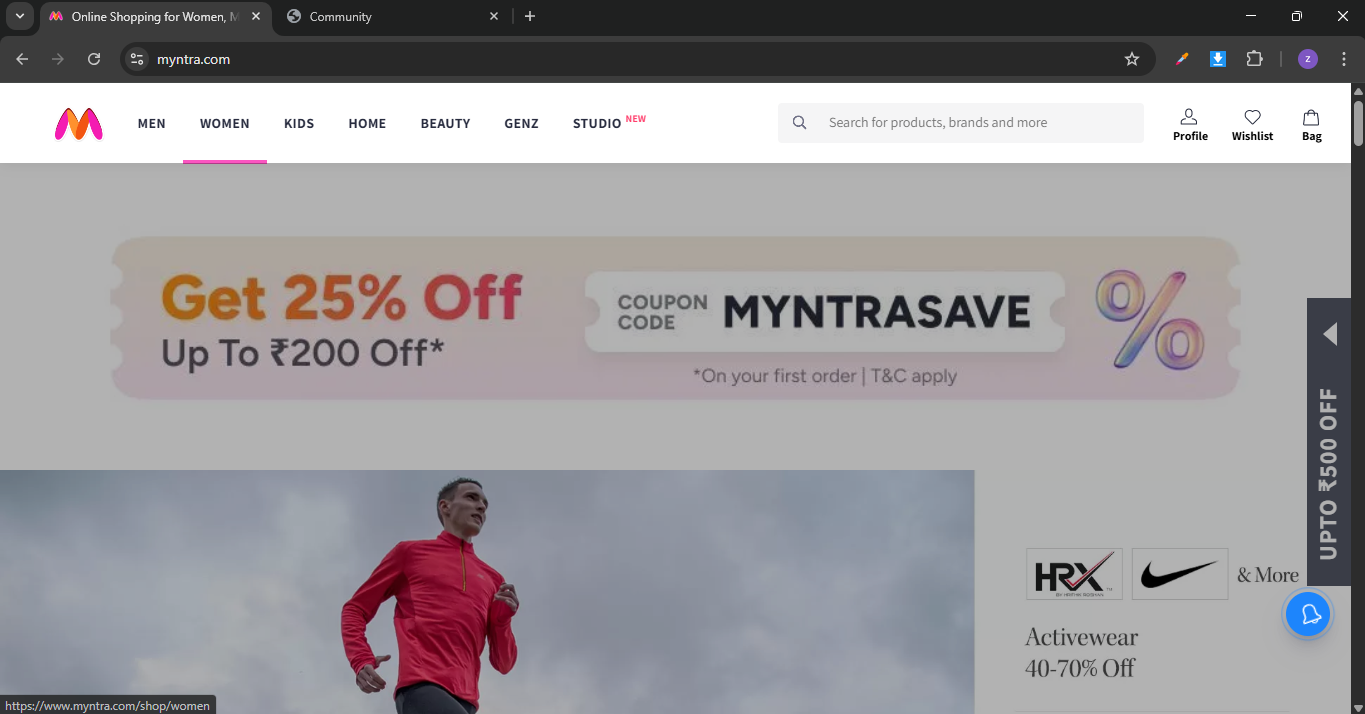 Online Shopping for Women, M
Community
myntra.com
z
MEN
WOMEN
KIDS
HOME
BEAUTY
GENZ
STUDIO NEW
Search for products, brands and more
Profile
Wishlist
Bag
Get 25% Off
Up To ₹200 Off*
COUPON
CODE
MYNTRASAVE
*On your first order | T&C apply
%
UPTO ₹500 OFF
HRX
& More
Activewear
40-70% Off
https://www.myntra.com/shop/women